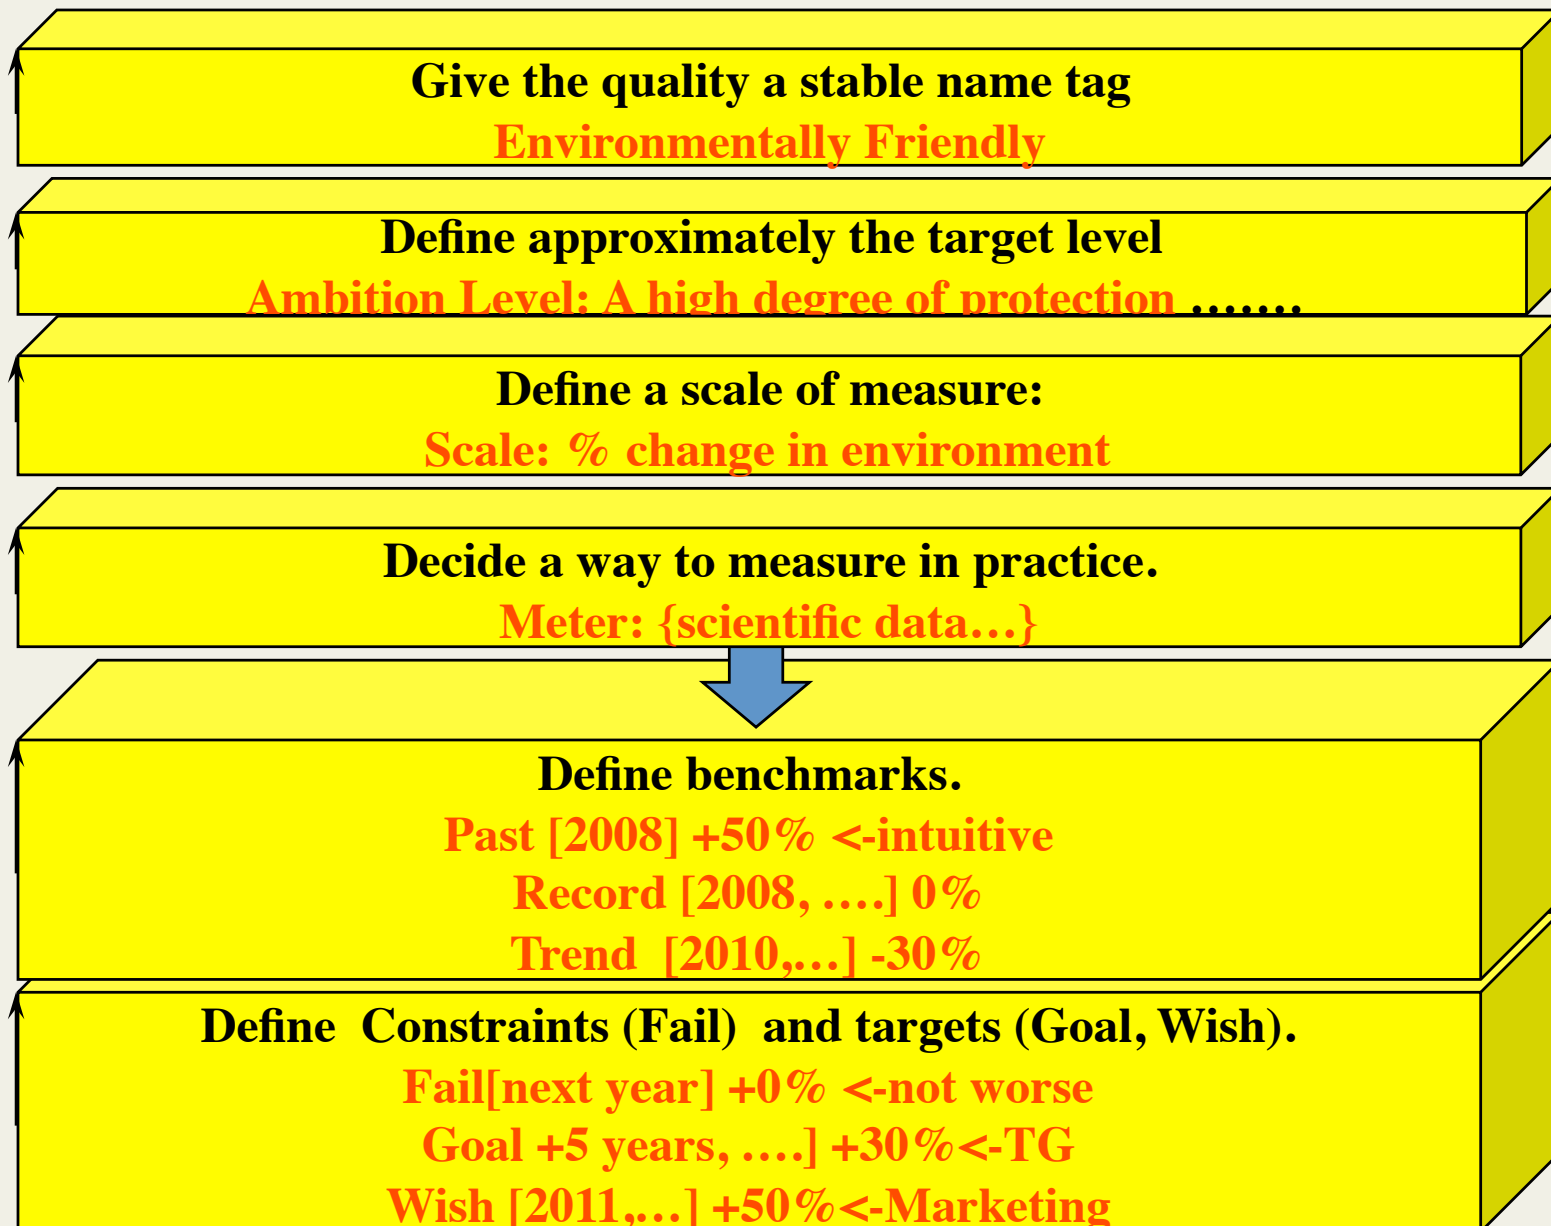 Give the quality a stable name tag
Environmentally Friendly
Define approximately the target level
Ambition Level: A high degree of protection …….
Define a scale of measure:
Scale: % change in environment
Decide a way to measure in practice.
Meter: {scientific data…}
Define benchmarks.
Past [2008] +50% <-intuitive
Record [2008, ….] 0%
Trend  [2010,…] -30%
Define  Constraints (Fail)  and targets (Goal, Wish).
Fail[next year] +0% <-not worse
Goal +5 years, ….] +30%<-TG
Wish [2011,…] +50%<-Marketing